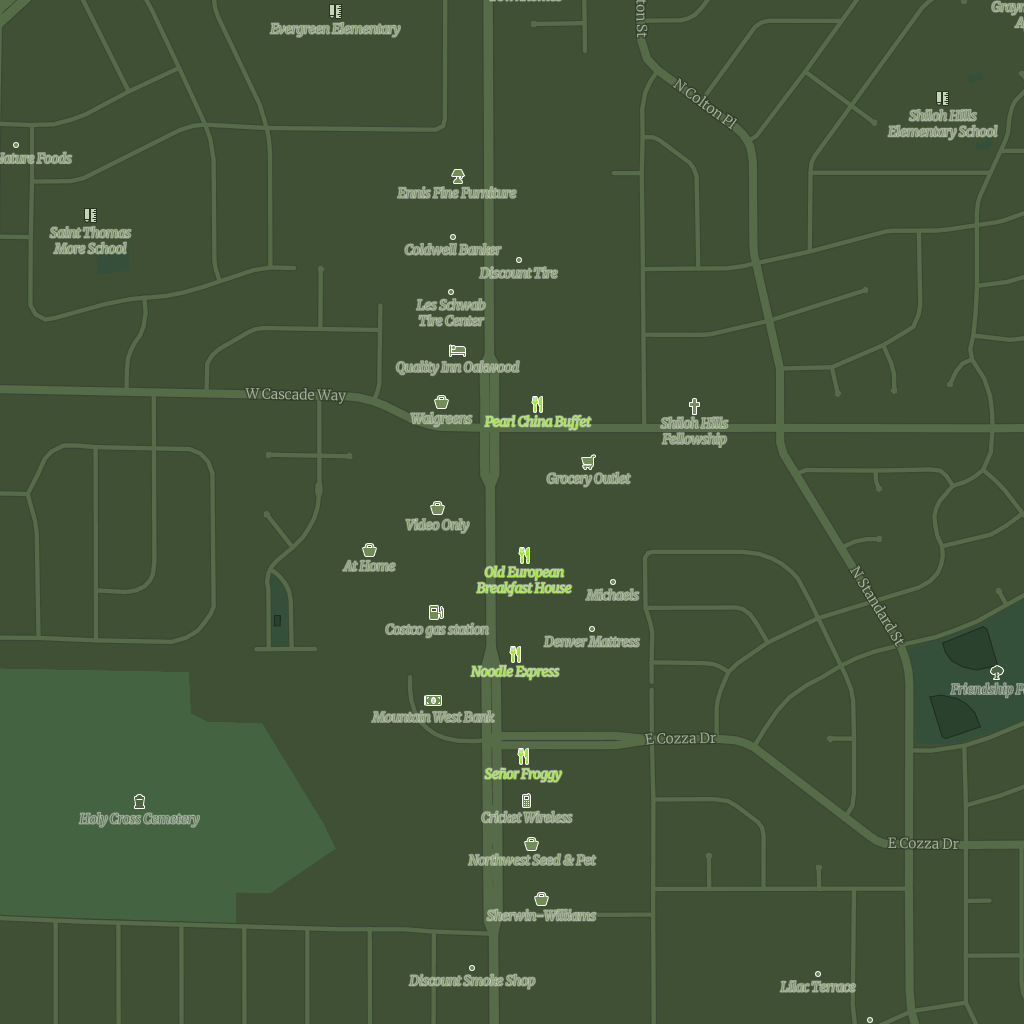 Evergreen Elementary
N Colton Pl
Shiloh Hills
Elementary School
Nature Foods
Ennis Fine Furniture
Saint Thomas
More School
Coldwell Banker
Discount Tire
Les Schwab
Tire Center
Quality Inn Oakwood
W Cascade Way
Walgreens
Pearl China Buffet
Shiloh Hills
Fellowship
Grocery Outlet
Video Only
At Home
Old European
Breakfast House
Michaels
N Standard St
Costco gas station
Denver Mattress
Noodle Express
Friendship
Mountain West Bank
E Cozza Dr
Señor Froggy
Holy Cross Cemetery
Cricket Wireless
E Cozza Dr
Northwest Seed & Pet
Sherwin-Williams
Discount Smoke Shop
Lilac Terrace